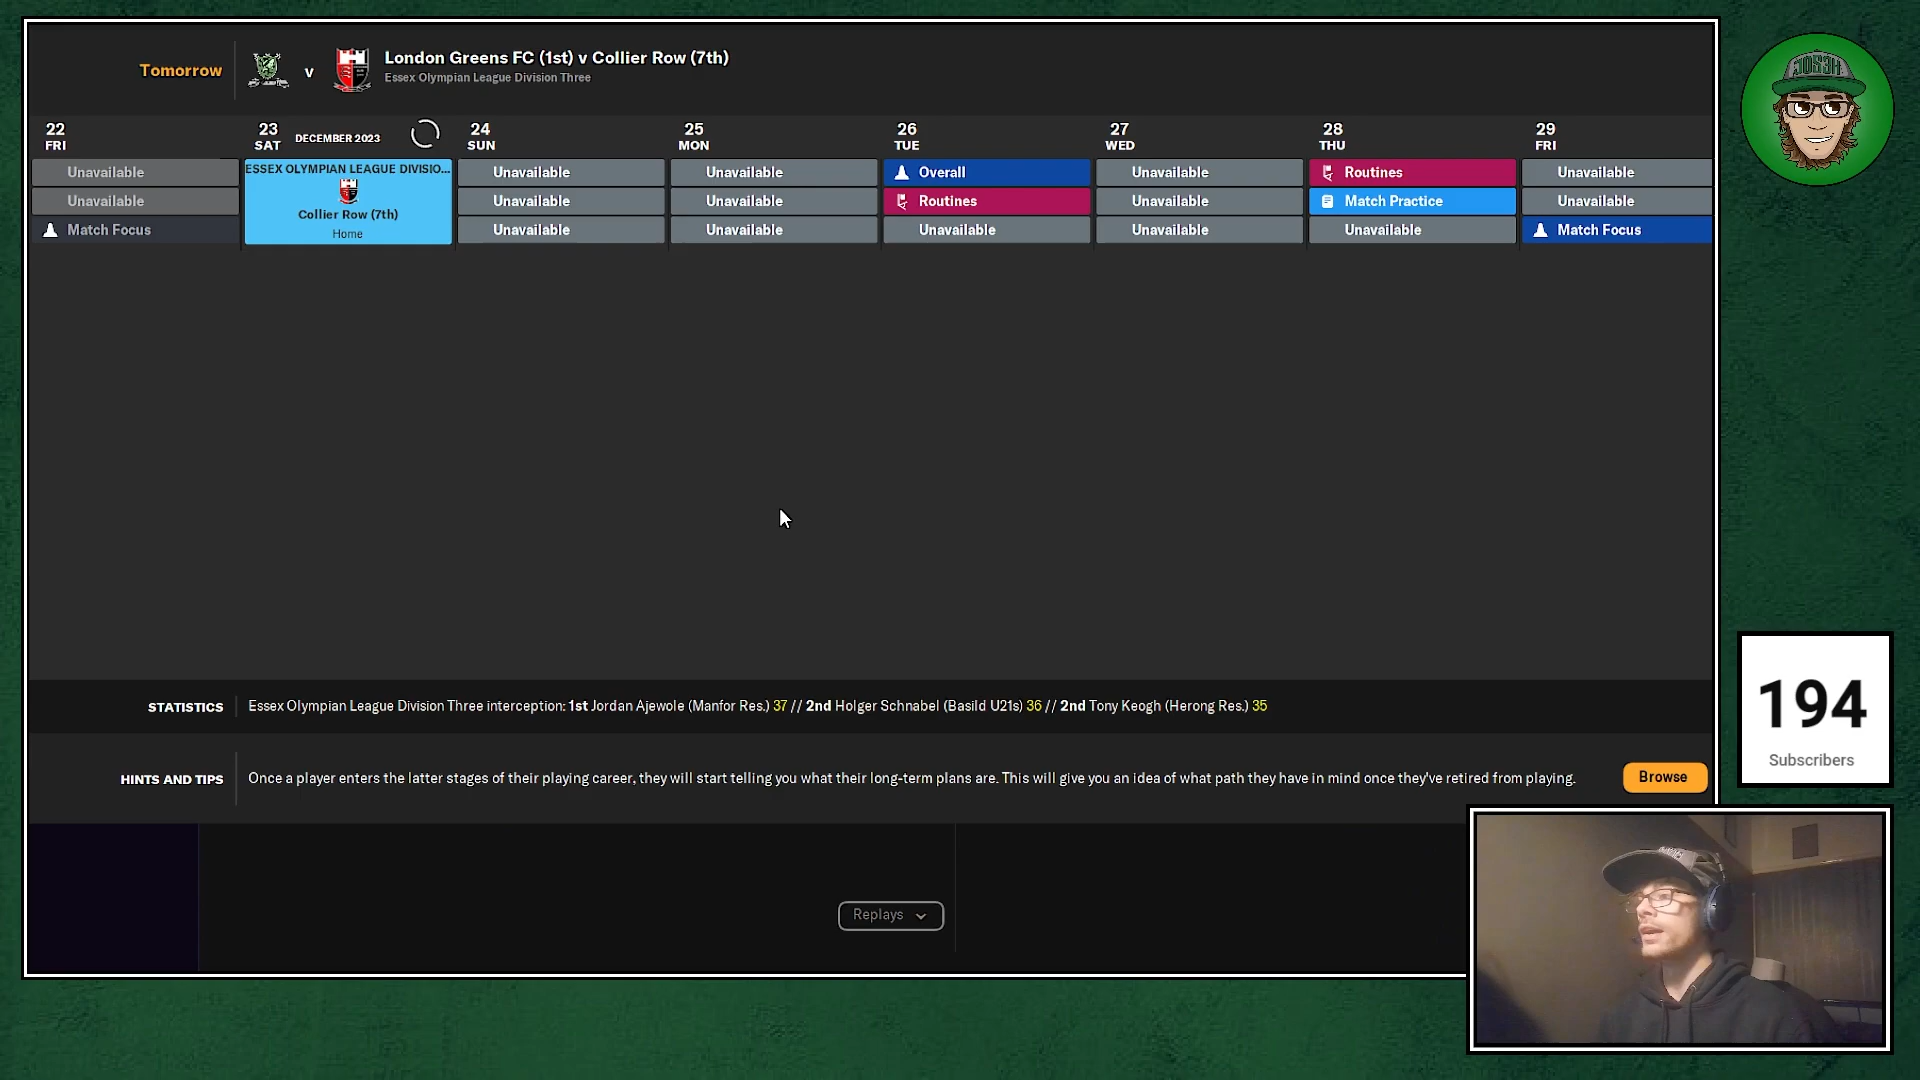 Tomorrow
v
London Greens FC (1st) v Collier Row (7th)
Essex Olympian League Division Three
22
FRI
23
SAT
DECEMBER 2023
24
SUN
25
MON
26
TUE
27
WED
28
THU
29
FRI
Unavailable
Unavailable
Match Focus
ESSEX OLYMPIAN LEAGUE DIVISIO...
Collier Row (7th)
Home
Unavailable
Unavailable
Unavailable
Unavailable
Unavailable
Unavailable
Overall
Routines
Unavailable
Unavailable
Unavailable
Unavailable
Routines
Match Practice
Unavailable
Unavailable
Unavailable
Match Focus
STATISTICS
Essex Olympian League Division Three interception: 1st Jordan Ajewole (Manfor Res.) 37 // 2nd Holger Schnabel (Basild U21s) 36 // 2nd Tony Keogh (Herong Res.) 35
HINTS AND TIPS
Once a player enters the latter stages of their playing career, they will start telling you what their long-term plans are. This will give you an idea of what path they have in mind once they've retired from playing.
Browse
Replays
JOS3H
194
Subscribers